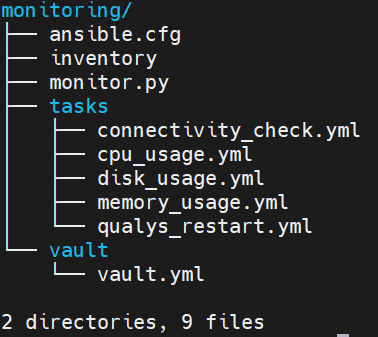 monitoring/
├── ansible.cfg
├── inventory
├── monitor.py
├── tasks
│   ├── connectivity_check.yml
│   ├── cpu_usage.yml
│   ├── disk_usage.yml
│   ├── memory_usage.yml
│   └── qualys_restart.yml
└── vault
    └── vault.yml

2 directories, 9 files